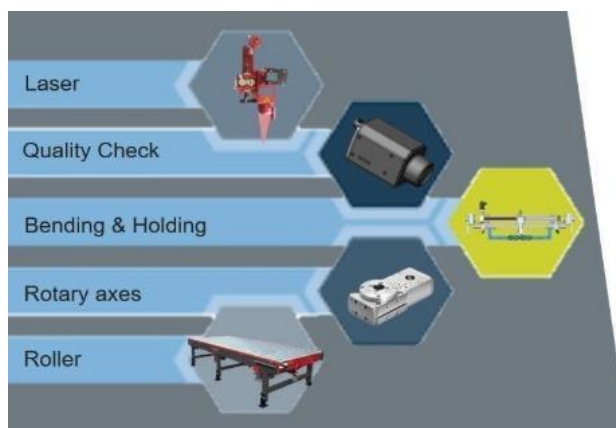 Laser
Quality Check
Bending & Holding
Rotary axes
Roller